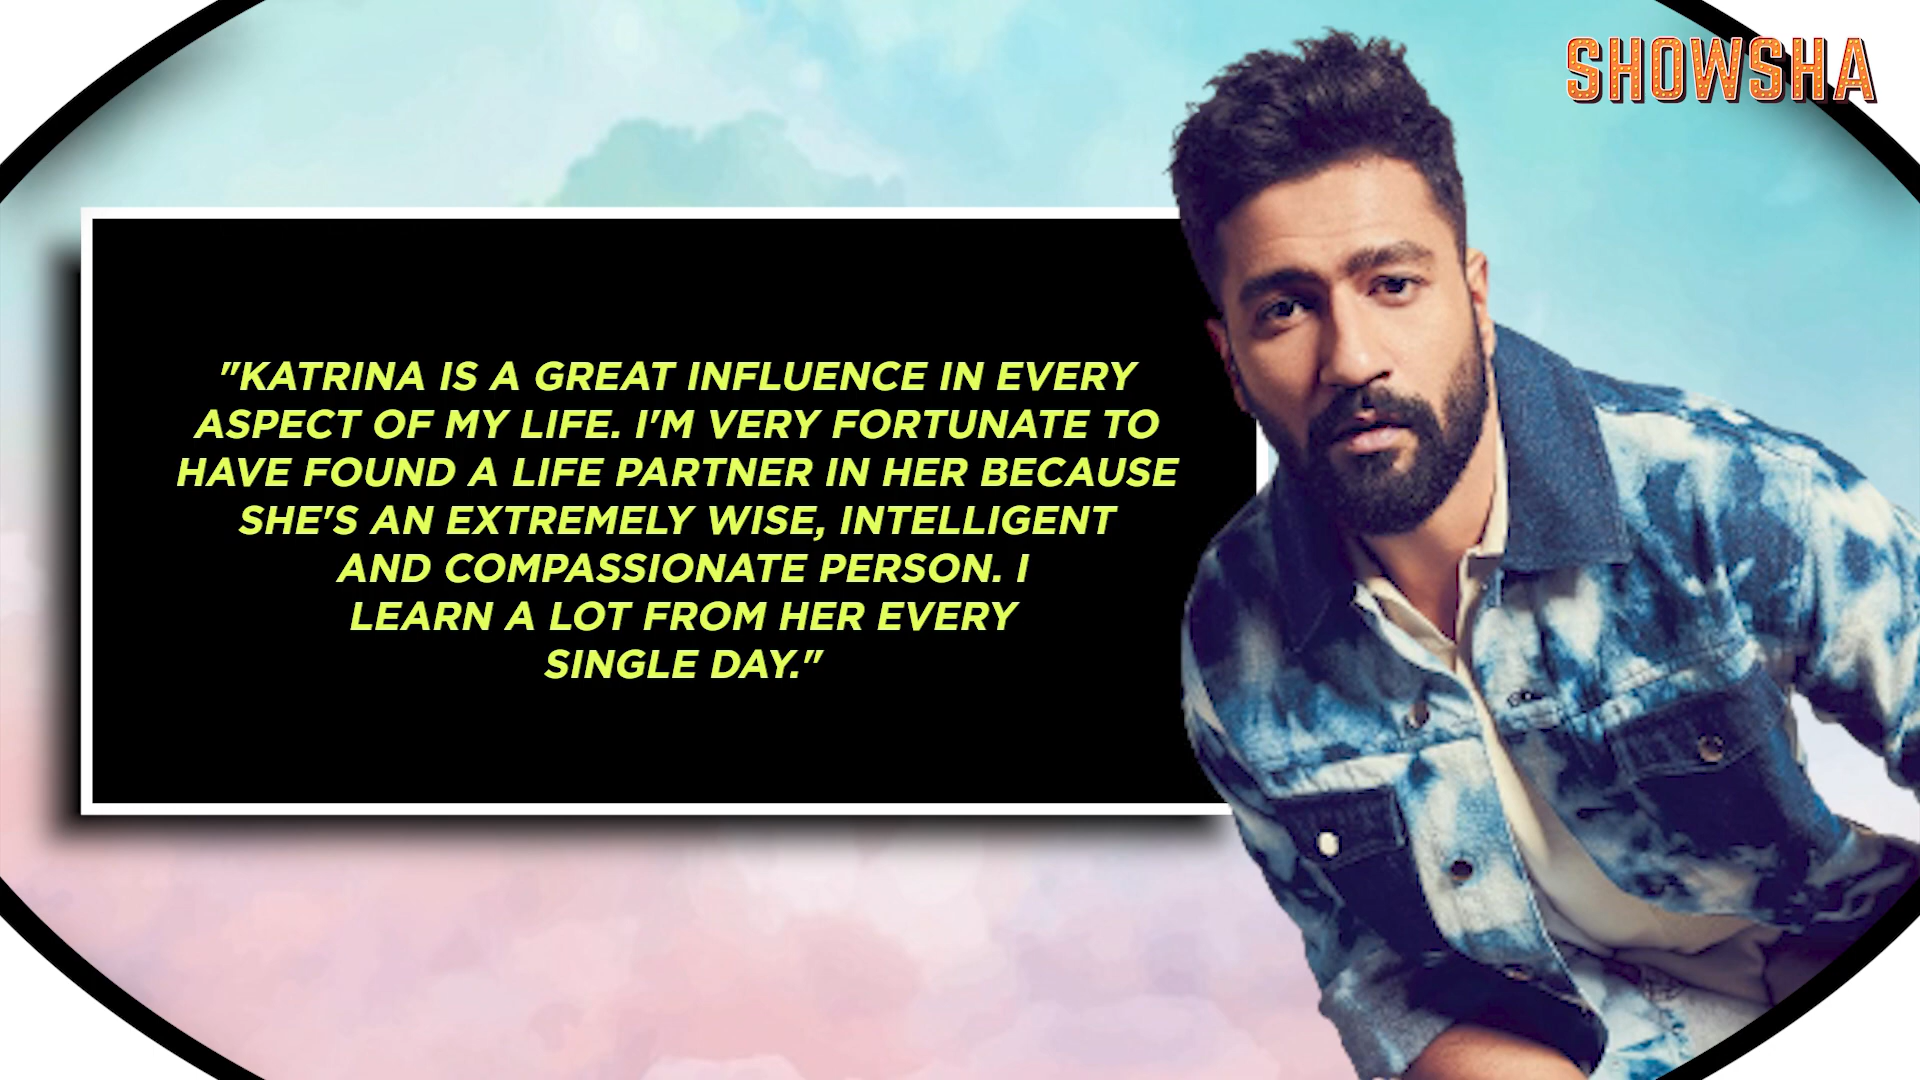 SHOWSHA
"KATRINA IS A GREAT INFLUENCE IN EVERY
ASPECT OF MY LIFE. I'M VERY FORTUNATE TO
HAVE FOUND A LIFE PARTNER IN HER BECAUSE
SHE'S AN EXTREMELY WISE, INTELLIGENT
AND COMPASSIONATE PERSON. I
LEARN A LOT FROM HER EVERY
SINGLE DAY."